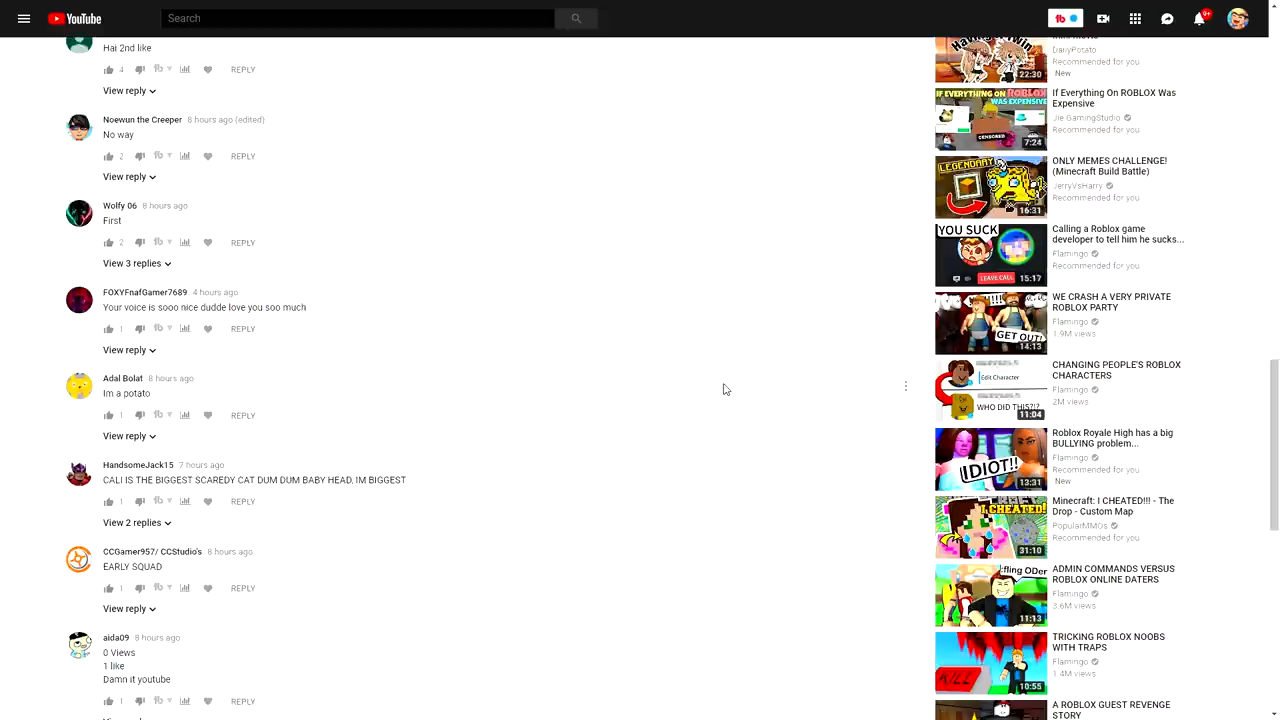 YouTube
Search
9+
Hai 2nd like
4
REPLY
View reply
Noewun the Creeper 8 hours ago (edited)
No way
2
REPLY
View reply
Wolfy 06 8 hours ago
First
2
REPLY
View 3 replies
FOXYFnafGamer7689 4 hours ago
Your voice is sooo nice dudde love you soo much
1
REPLY
View reply
Adal Bolat 8 hours ago
Im a potato
1
REPLY
View reply
HandsomeJack15 7 hours ago
CALI IS THE BIGGEST SCAREDY CAT DUM DUM BABY HEAD, IM BIGGEST
1
REPLY
View 2 replies
CCGamer957/ CCStudio's 8 hours ago
EARLY SQUAD
1
REPLY
View reply
aida09 8 hours ago
0 Views
1 like
Damn it youtube
1
REPLY
22:30
Recommended for you
New
IF EVERYTHING ON ROBLOX
WAS EXPENSIVE
CENSORED
7:24
If Everything On ROBLOX Was
Expensive
Jie GamingStudio
Recommended for you
LEGENDARY
16:31
ONLY MEMES CHALLENGE!
(Minecraft Build Battle)
JerryVsHarry
Recommended for you
YOU SUCK
LEAVE CALL
15:17
Calling a Roblox game
developer to tell him he sucks...
Flamingo
Recommended for you
GET OUT!
14:13
WE CRASH A VERY PRIVATE
ROBLOX PARTY
Flamingo
1.9M views
Edit Character
WHO DID THIS?!?
11:04
CHANGING PEOPLE'S ROBLOX
CHARACTERS
Flamingo
2M views
IDIOT!!
13:31
Roblox Royale High has a big
BULLYING problem...
Flamingo
Recommended for you
New
I CHEATED!
31:10
Minecraft: I CHEATED!!! - The
Drop - Custom Map
PopularMMOs
Recommended for you
:fling ODer
11:13
ADMIN COMMANDS VERSUS
ROBLOX ONLINE DATERS
Flamingo
3.6M views
KILL
10:55
TRICKING ROBLOX NOOBS
WITH TRAPS
Flamingo
1.4M views
A ROBLOX GUEST REVENGE
STORY